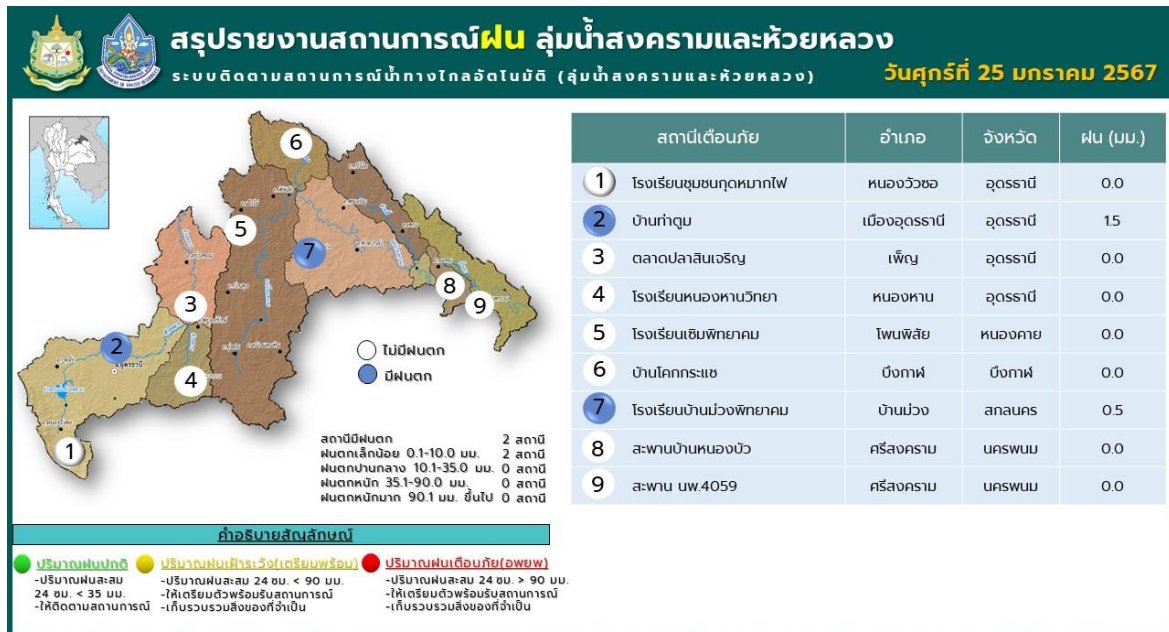 สรุปรายงานสถานการณ์ฝน ลุ่มน้ำสงครามและห้วยหลวง
ระบบติดตามสถานการณ์น้ำทางไกลอัตโนมัติ (ลุ่มน้ำสงครามและห้วยหลวง)
วันศุกร์ที่ 25 มกราคม 2567
สถานีเตือนภัย อำเภอ จังหวัด ฝน (มม.)
1 โรงเรียนชุมชนกุดหมากไฟ หนองวัวซอ อุดรธานี 0.0
2 บ้านท่าตูม เมืองอุดรธานี อุดรธานี 1.5
3 ตลาดปลาสินเจริญ เพ็ญ อุดรธานี 0.0
4 โรงเรียนหนองหานวิทยา หนองหาน อุดรธานี 0.0
5 โรงเรียนเซิมพิทยาคม โพนพิสัย หนองคาย 0.0
6 บ้านโคกกระแซ บึงกาฬ บึงกาฬ 0.0
7 โรงเรียนบ้านม่วงพิทยาคม บ้านม่วง สกลนคร 0.5
8 สะพานบ้านหนองบัว ศรีสงคราม นครพนม 0.0
9 สะพาน นพ.4059 ศรีสงคราม นครพนม 0.0
6
5
7
8
3
9
2
4
1
อุดรธานี
ไม่มีฝนตก
มีฝนตก
สถานีมีฝนตก 2 สถานี
ฝนตกเล็กน้อย 0.1-10.0 มม. 2 สถานี
ฝนตกปานกลาง 10.1-35.0 มม. 0 สถานี
ฝนตกหนัก 35.1-90.0 มม. 0 สถานี
ฝนตกหนักมาก 90.1 มม. ขึ้นไป 0 สถานี
คำอธิบายสัญลักษณ์
ปริมาณฝนปกติ
-ปริมาณฝนสะสม
24 ชม. < 35 มม.
-ให้ติดตามสถานการณ์
ปริมาณฝนเฝ้าระวัง(เตรียมพร้อม)
-ปริมาณฝนสะสม 24 ชม. < 90 มม.
-ให้เตรียมตัวพร้อมรับสถานการณ์
-เก็บรวบรวมสิ่งของที่จำเป็น
ปริมาณฝนเตือนภัย(อพยพ)
-ปริมาณฝนสะสม 24 ชม. > 90 มม.
-ให้เตรียมตัวพร้อมรับสถานการณ์
-เก็บรวบรวมสิ่งของที่จำเป็น